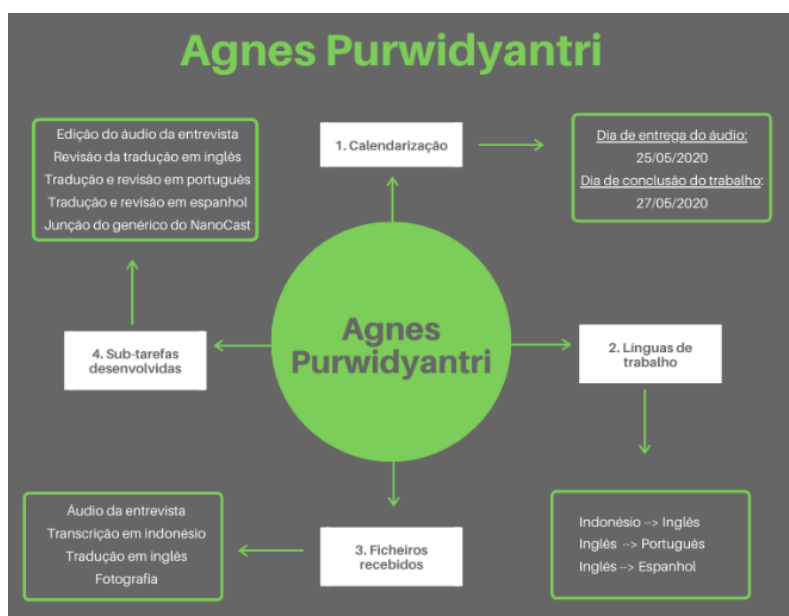 Agnes Purwidyantri
Edição do áudio da entrevista
Revisão da tradução em inglês
Tradução e revisão em português
Tradução e revisão em espanhol
Junção do genérico do NanoCast
1. Calendarização
Dia de entrega do áudio:
25/05/2020
Dia de conclusão do trabalho:
27/05/2020
Agnes
Purwidyantri
4. Sub-tarefas
desenvolvidas
2. Línguas de
trabalho
Áudio da entrevista
Transcrição em indonésio
Tradução em inglês
Fotografia
3. Ficheiros
recebidos
Indonésio --> Inglês
Inglês --> Português
Inglês --> Espanhol